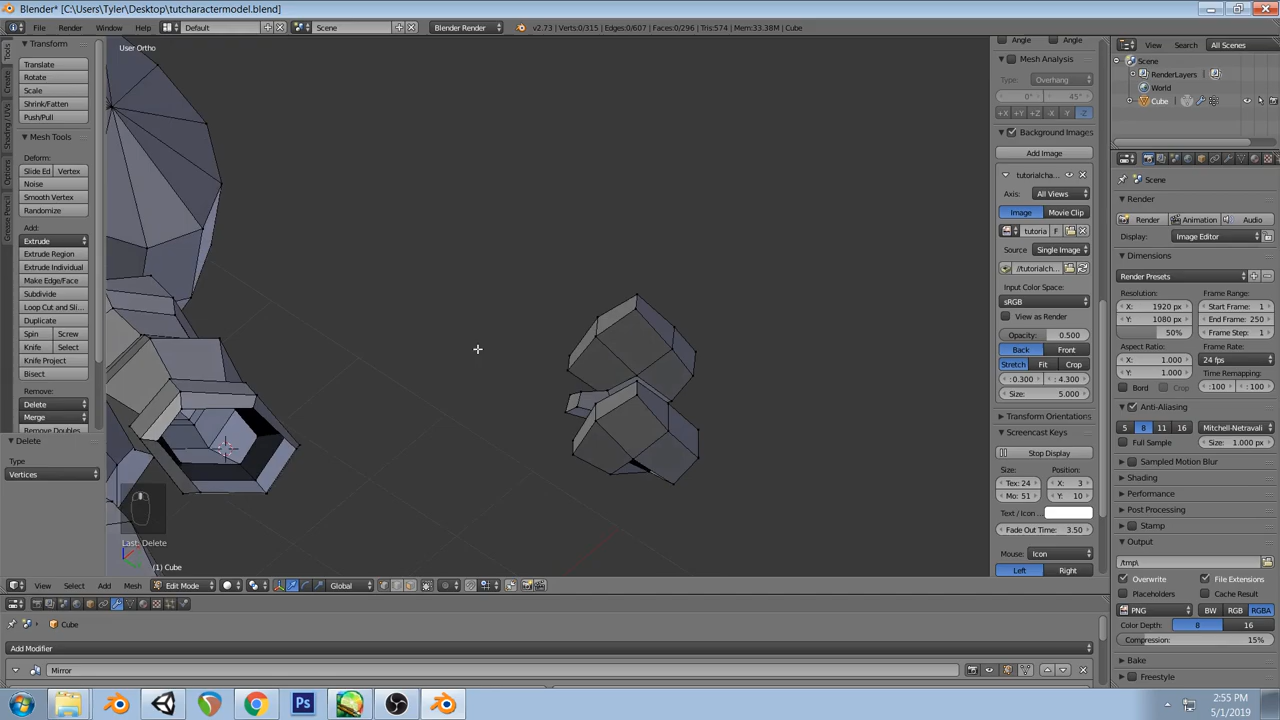 Blender* [C:\Users\Tyler\Desktop\tutcharactermodel.blend]
File Render Window Help Default Scene Blender Render v2.73 | Verts:0/315 | Edges:0/607 | Faces:0/296 | Tris:574 | Mem:33.38M | Cube
Tools
Create
Shading / UVs
Options
Grease Pencil
Transform
Translate
Rotate
Scale
Shrink/Fatten
Push/Pull
Mesh Tools
Deform:
Slide Ed Vertex
Noise
Smooth Vertex
Randomize
Add:
Extrude
Extrude Region
Extrude Individual
Make Edge/Face
Subdivide
Loop Cut and Sli...
Duplicate
Spin Screw
Knife Select
Knife Project
Bisect
Remove:
Delete
Merge
Remove Doubles
Delete
Type
Vertices
User Ortho
Last: Delete
(1) Cube
Angle Angle
Mesh Analysis
Type: Overhang
0° 45°
+X +Y +Z -X -Y -Z
Background Images
Add Image
tutorialcha...
Axis: All Views
Image Movie Clip
tutoria F
Source Single Image
//tutorialch...
Input Color Space:
sRGB
View as Render
Opacity: 0.500
Back Front
Stretch Fit Crop
:0.300 : 4.300
Size: 5.000
Transform Orientations
Screencast Keys
Stop Display
Size: Position:
Tex: 24 X: 3
Mo: 51 Y: 10
Text / Icon...
Fade Out Time: 3.50
Mouse: Icon
Left Right
View Search All Scenes
Scene
RenderLayers
World
Cube
Scene
Render
Render Animation Audio
Display: Image Editor
Dimensions
Render Presets
Resolution: Frame Range:
X: 1920 px Start Frame: 1
Y: 1080 px End Frame: 250
50% Frame Step: 1
Aspect Ratio: Frame Rate:
X: 1.000 24 fps
Y: 1.000 Time Remapping:
Bord Crop :100 : 100
Anti-Aliasing
5 8 11 16 Mitchell-Netravali
Full Sample Size: 1.000 px
Sampled Motion Blur
Shading
Performance
Post Processing
Stamp
Output
/tmp\
Overwrite File Extensions
Placeholders Cache Result
PNG BW RGB RGBA
Color Depth: 8 16
Compression: 15%
Bake
Freestyle
View Select Add Mesh Edit Mode Global
Cube
Add Modifier
Mirror
Ps
2:55 PM
5/1/2019